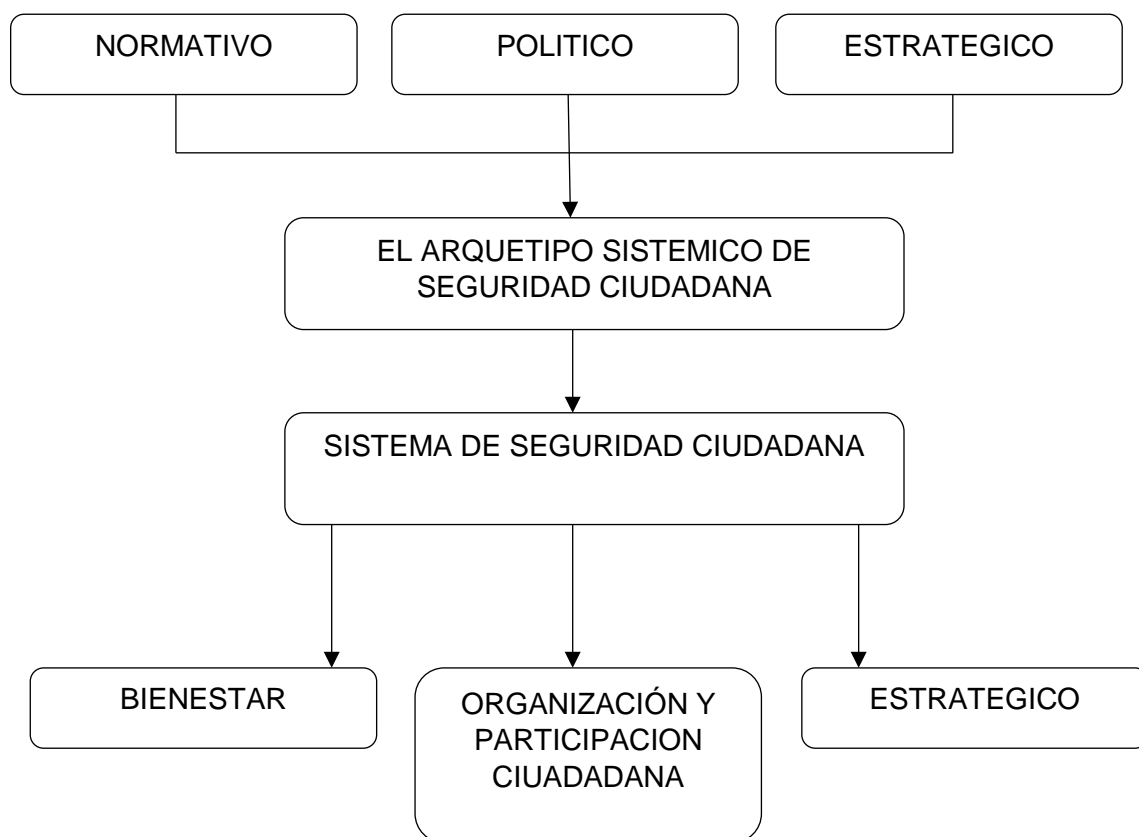 NORMATIVO
POLITICO
ESTRATEGICO
EL ARQUETIPO SISTEMICO DE
SEGURIDAD CIUDADANA
SISTEMA DE SEGURIDAD CIUDADANA
BIENESTAR
ORGANIZACIÓN Y
PARTICIPACION
CIUADADANA
ESTRATEGICO